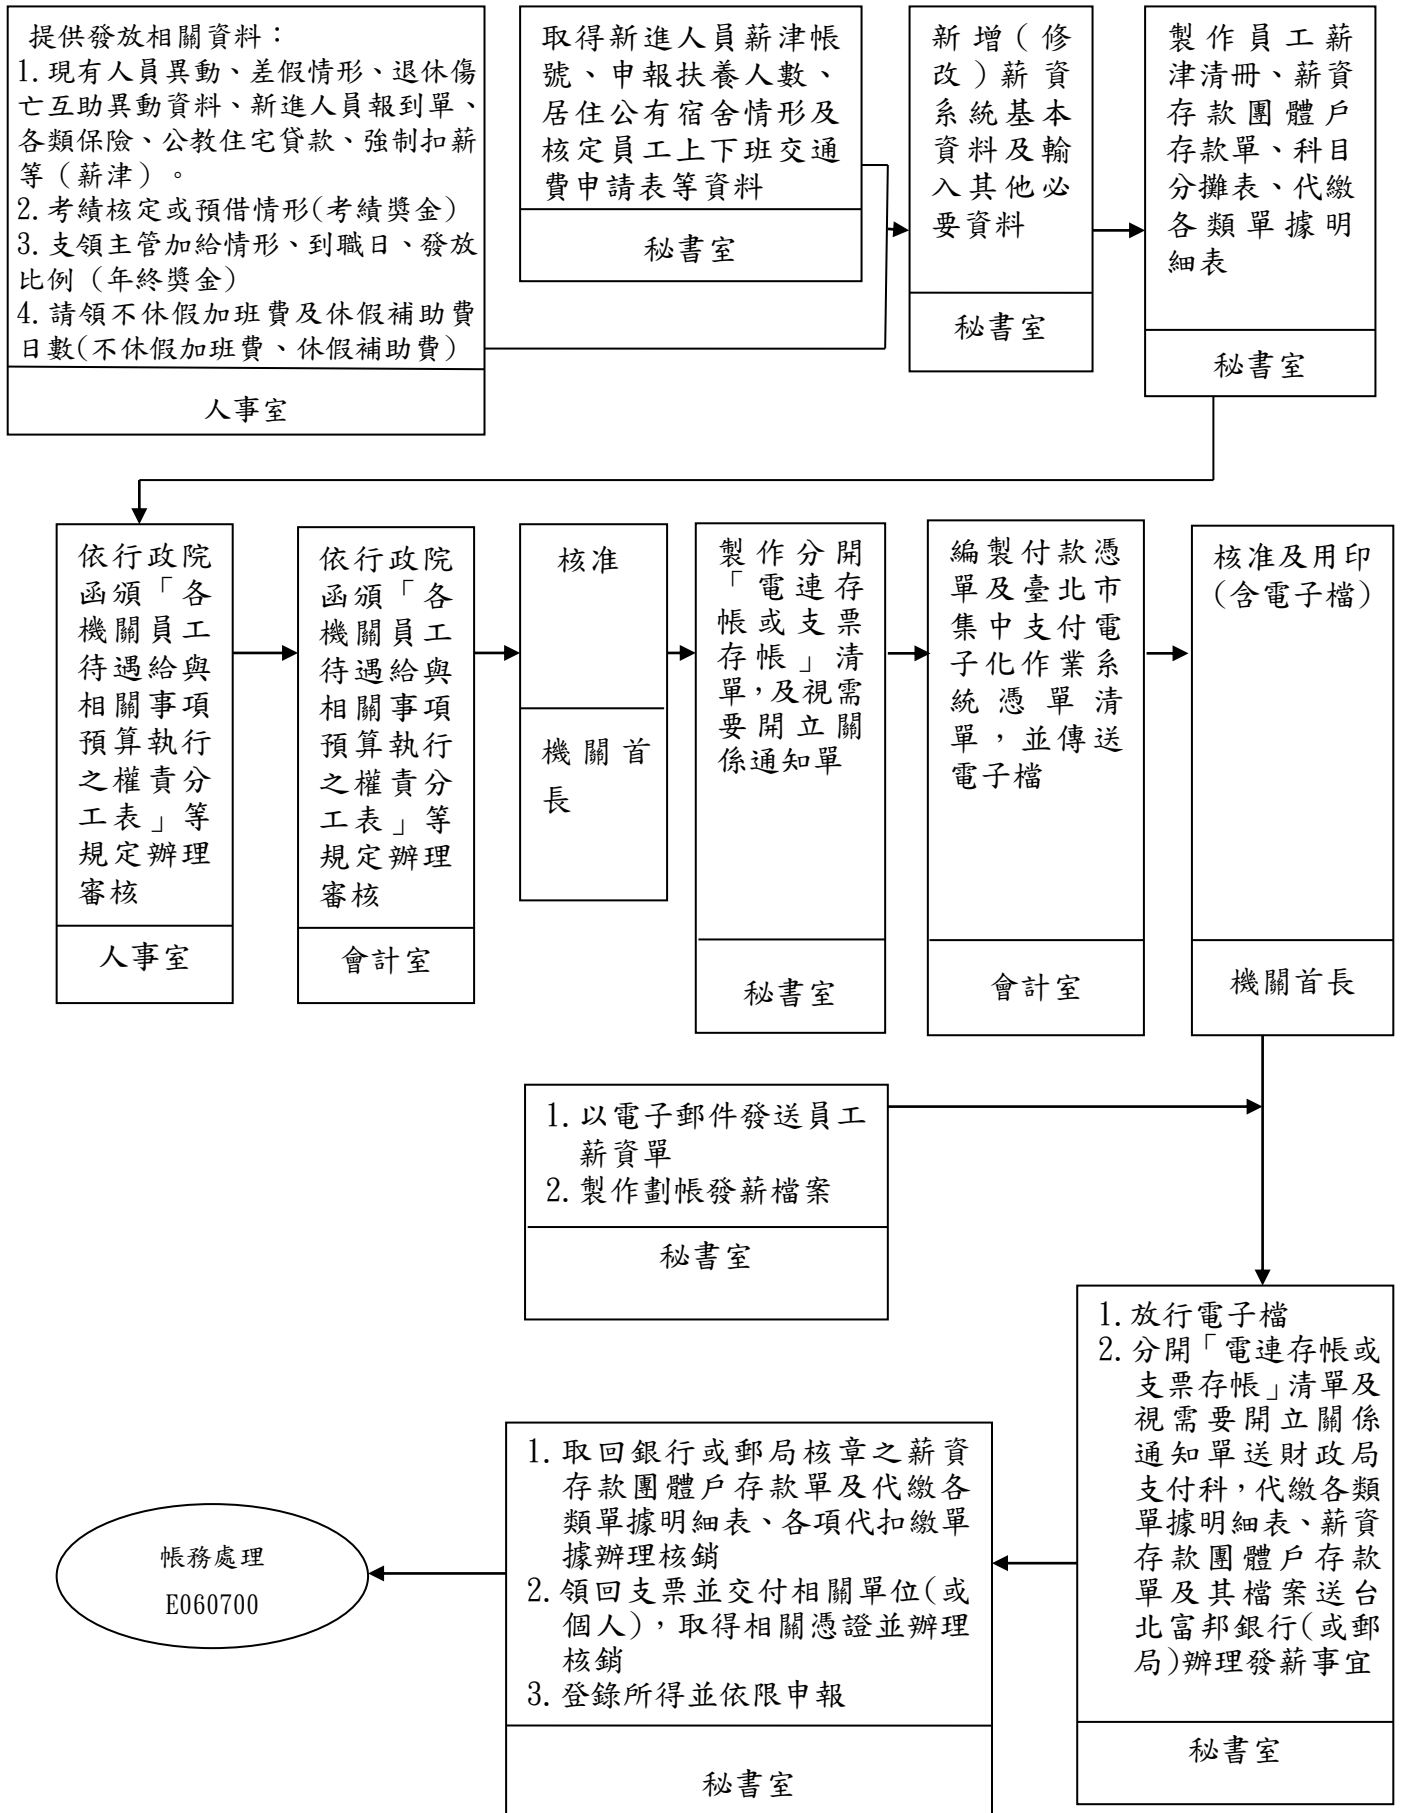 提供發放相關資料：
1.現有人員異動、差假情形、退休傷
亡互助異動資料、新進人員報到單、
各類保險、公教住宅貸款、強制扣薪
等（薪津）。
2.考績核定或預借情形(考績獎金)
3.支領主管加給情形、到職日、發放
比例（年終獎金)
4.請領不休假加班費及休假補助費
日數(不休假加班費、休假補助費)
人事室
取得新進人員薪津帳
號、申報扶養人數、
居住公有宿舍情形及
核定員工上下班交通
費申請表等資料
秘書室
新增（修
改）薪資
系統基本
資料及輸
入其他必
要資料
秘書室
製作員工薪
津清冊、薪資
存款團體戶
存款單、科目
分攤表、代繳
各類單據明
細表
秘書室
依行政院
函頒「各
機關員工
待遇給與
相關事項
預算執行
之權責分
工表」等
規定辦理
審核
人事室
依行政院
函頒「各
機關員工
待遇給與
相關事項
預算執行
之權責分
工表」等
規定辦理
審核
會計室
核准
機關首
長
製作分開
「電連存
帳或支票
存帳」清
單，及視需
要開立關
係通知單
秘書室
編製付款憑
單及臺北市
集中支付電
子化作業系
統憑單清
單，並傳送
電子檔
會計室
核准及用印
(含電子檔)
機關首長
1.以電子郵件發送員工
薪資單
2.製作劃帳發薪檔案
秘書室
1.放行電子檔
2.分開「電連存帳或
支票存帳」清單及
視需要開立關係
通知單送財政局
支付科，代繳各類
單據明細表、薪資
存款團體戶存款
單及其檔案送台
北富邦銀行(或郵
局)辦理發薪事宜
秘書室
1.取回銀行或郵局核章之薪資
存款團體戶存款單及代繳各
類單據明細表、各項代扣繳單
據辦理核銷
2.領回支票並交付相關單位(或
個人)，取得相關憑證並辦理
核銷
3.登錄所得並依限申報
秘書室
帳務處理
E060700